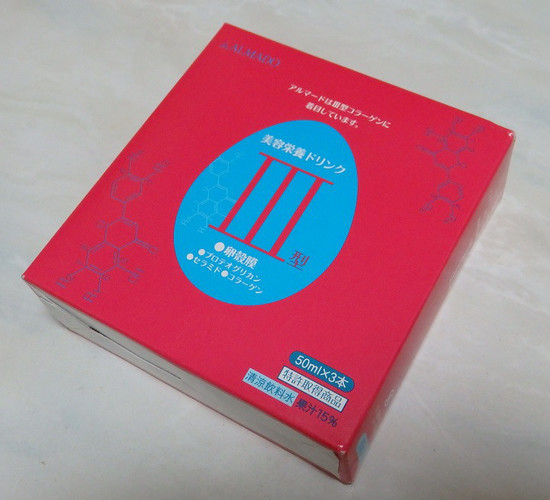 ALMADO
アルマードはⅢ型コラーゲンに
着目しています。
美容栄養ドリンク
Ⅲ型
●卵殻膜
●プロテオグリカン
●セラミド●コラーゲン
50ml×3本
特許取得商品
清涼飲料水 果汁15%